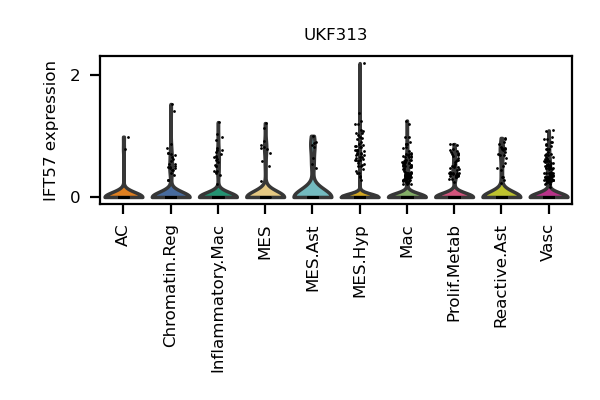 UKF313
IFT57 expression
2
0
AC
Chromatin.Reg
Inflammatory.Mac
MES
MES.Ast
MES.Hyp
Mac
Prolif.Metab
Reactive.Ast
Vasc